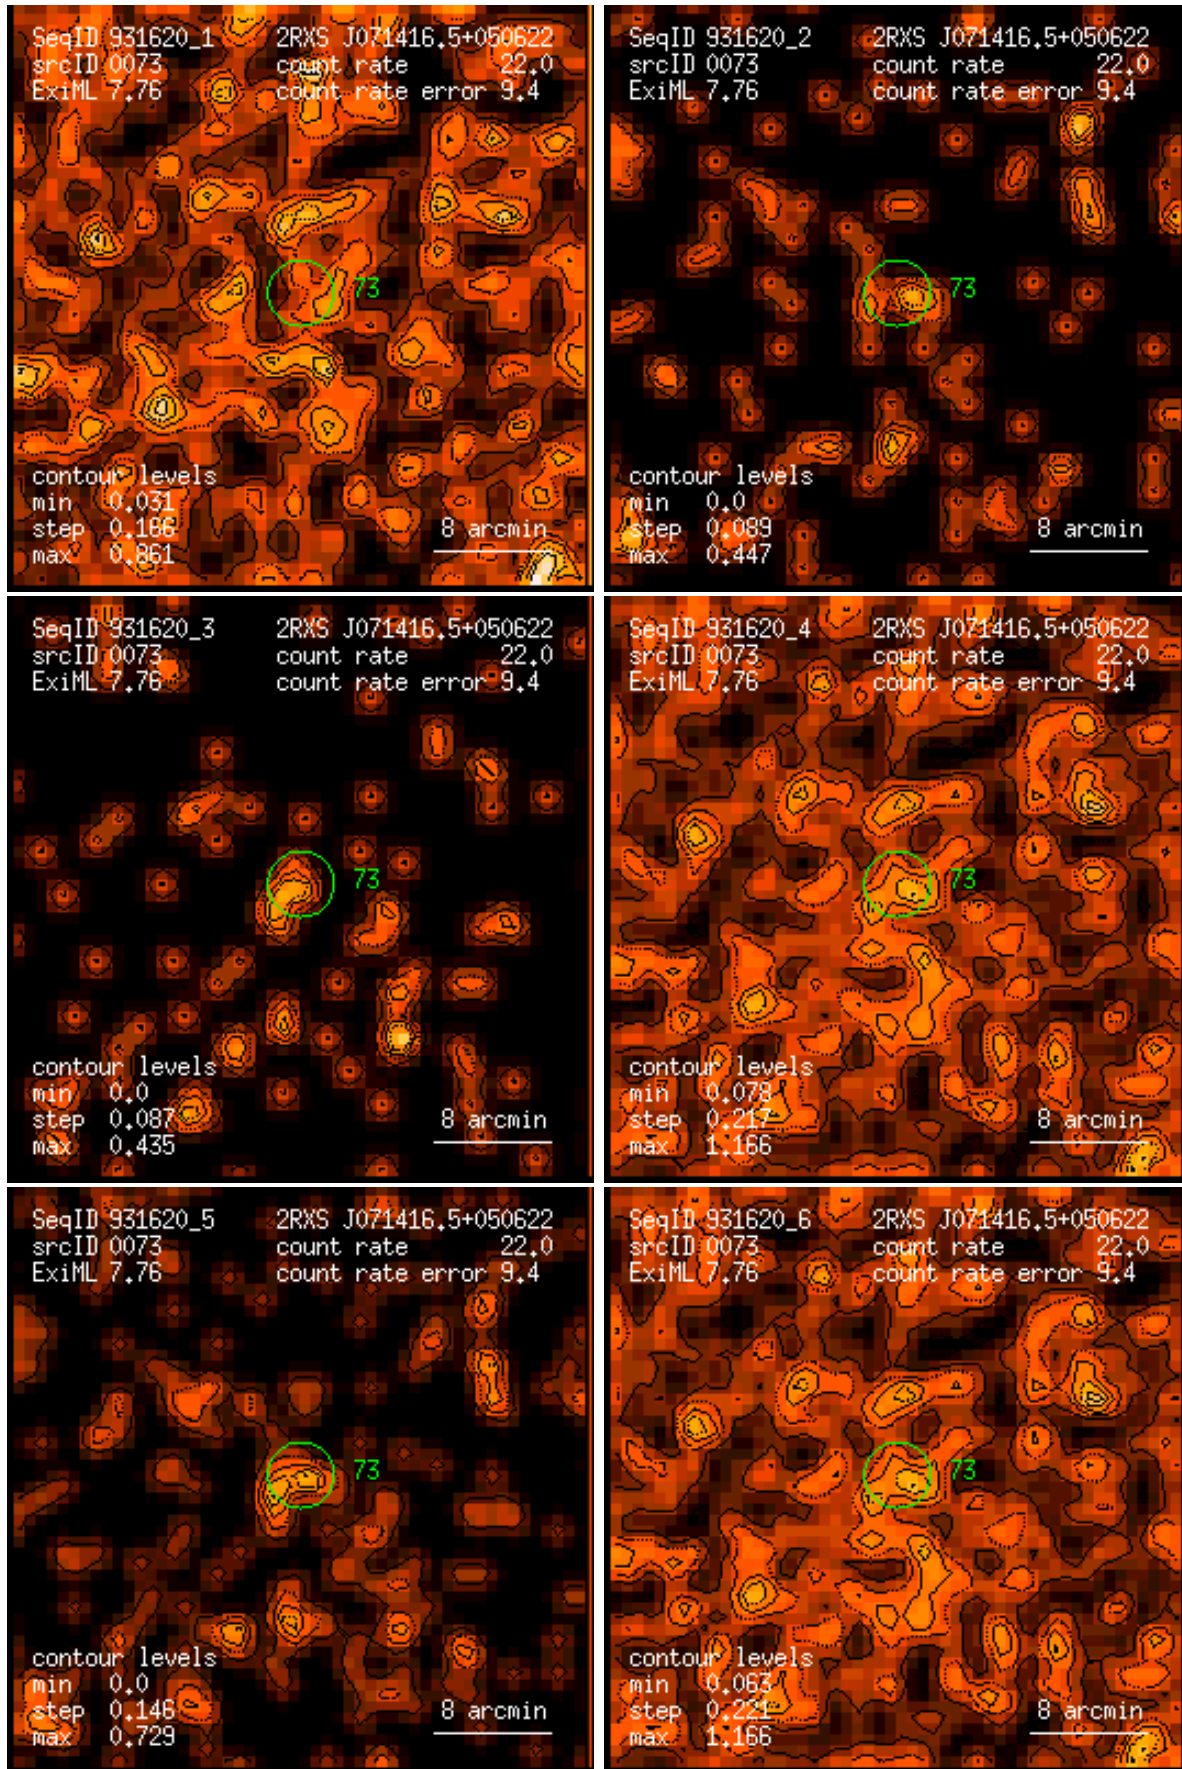 SeqID 931620_1 2RXS J071416.5+050622
srcID 0073 count rate 22.0
ExiML 7.76 count rate error 9.4
73
contour levels
min 0.031
step 0.166
max 0.861
8 arcmin
SeqID 931620_2 2RXS J071416.5+050622
srcID 0073 count rate 22.0
ExiML 7.76 count rate error 9.4
73
contour levels
min 0.0
step 0.089
max 0.447
8 arcmin
SeqID 931620_3 2RXS J071416.5+050622
srcID 0073 count rate 22.0
ExiML 7.76 count rate error 9.4
73
contour levels
min 0.0
step 0.087
max 0.435
8 arcmin
SeqID 931620_4 2RXS J071416.5+050622
srcID 0073 count rate 22.0
ExiML 7.76 count rate error 9.4
73
contour levels
min 0.078
step 0.217
max 1.166
8 arcmin
SeqID 931620_5 2RXS J071416.5+050622
srcID 0073 count rate 22.0
ExiML 7.76 count rate error 9.4
73
contour levels
min 0.0
step 0.146
max 0.729
8 arcmin
SeqID 931620_6 2RXS J071416.5+050622
srcID 0073 count rate 22.0
ExiML 7.76 count rate error 9.4
73
contour levels
min 0.063
step 0.221
max 1.166
8 arcmin